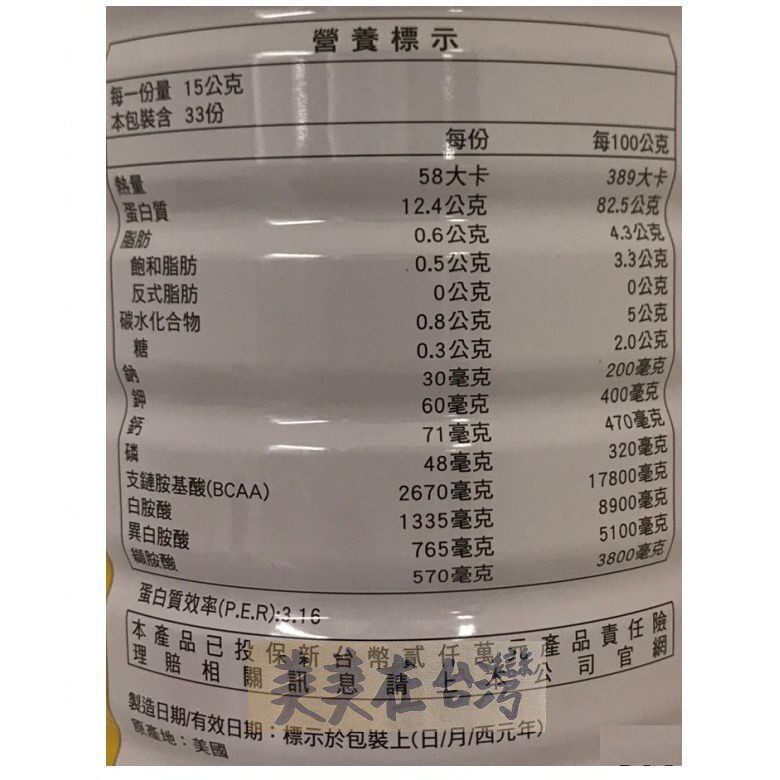 營養標示
每一份量 15公克
本包裝含 33份
每份 每100公克
熱量 58大卡 389大卡
蛋白質 12.4公克 82.5公克
脂肪 0.6公克 4.3公克
飽和脂肪 0.5公克 3.3公克
反式脂肪 0公克 0公克
碳水化合物 0.8公克 5公克
糖 0.3公克 2.0公克
鈉 30毫克 200毫克
鉀 60毫克 400毫克
鈣 71毫克 470毫克
磷 48毫克 320毫克
支鏈胺基酸(BCAA) 2670毫克 17800毫克
白胺酸 1335毫克 8900毫克
異白胺酸 765毫克 5100毫克
纈胺酸 570毫克 3800毫克
蛋白質效率(P.E.R):3.16
本產品已投保新台幣貳仟萬元產品責任險
理賠相關訊息請上本公司官網
美美在台灣
製造日期/有效日期：標示於包裝上(日/月/西元年)
原產地：美國